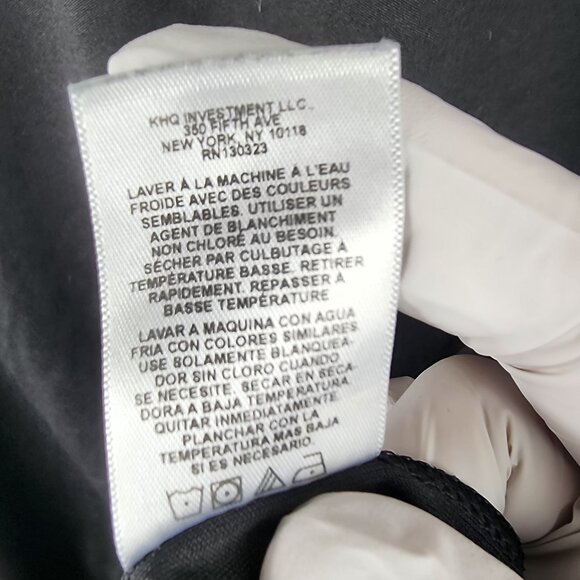 KHQ INVESTMENT LLC.,
350 FIFTH AVE
NEW YORK, NY 10118
RN130323
LAVER À LA MACHINE À L'EAU
FROIDE AVEC DES COULEURS
SEMBLABLES. UTILISER UN
AGENT DE BLANCHIMENT
NON CHLORÉ AU BESOIN.
SÉCHER PAR CULBUTAGE À
TEMPÉRATURE BASSE. RETIRER
RAPIDEMENT. REPASSER À
BASSE TEMPÉRATURE
LAVAR A MAQUINA CON AGUA
FRIA CON COLORES SIMILARES
USE SOLAMENTE BLANQUEA-
DOR SIN CLORO CUANDO
SE NECESITE, SECAR EN SECA-
DORA A BAJA TEMPERATURA.
QUITAR INMEDIATAMENTE.
PLANCHAR CON LA
TEMPERATURA MAS BAJA
SI ES NECESARIO.